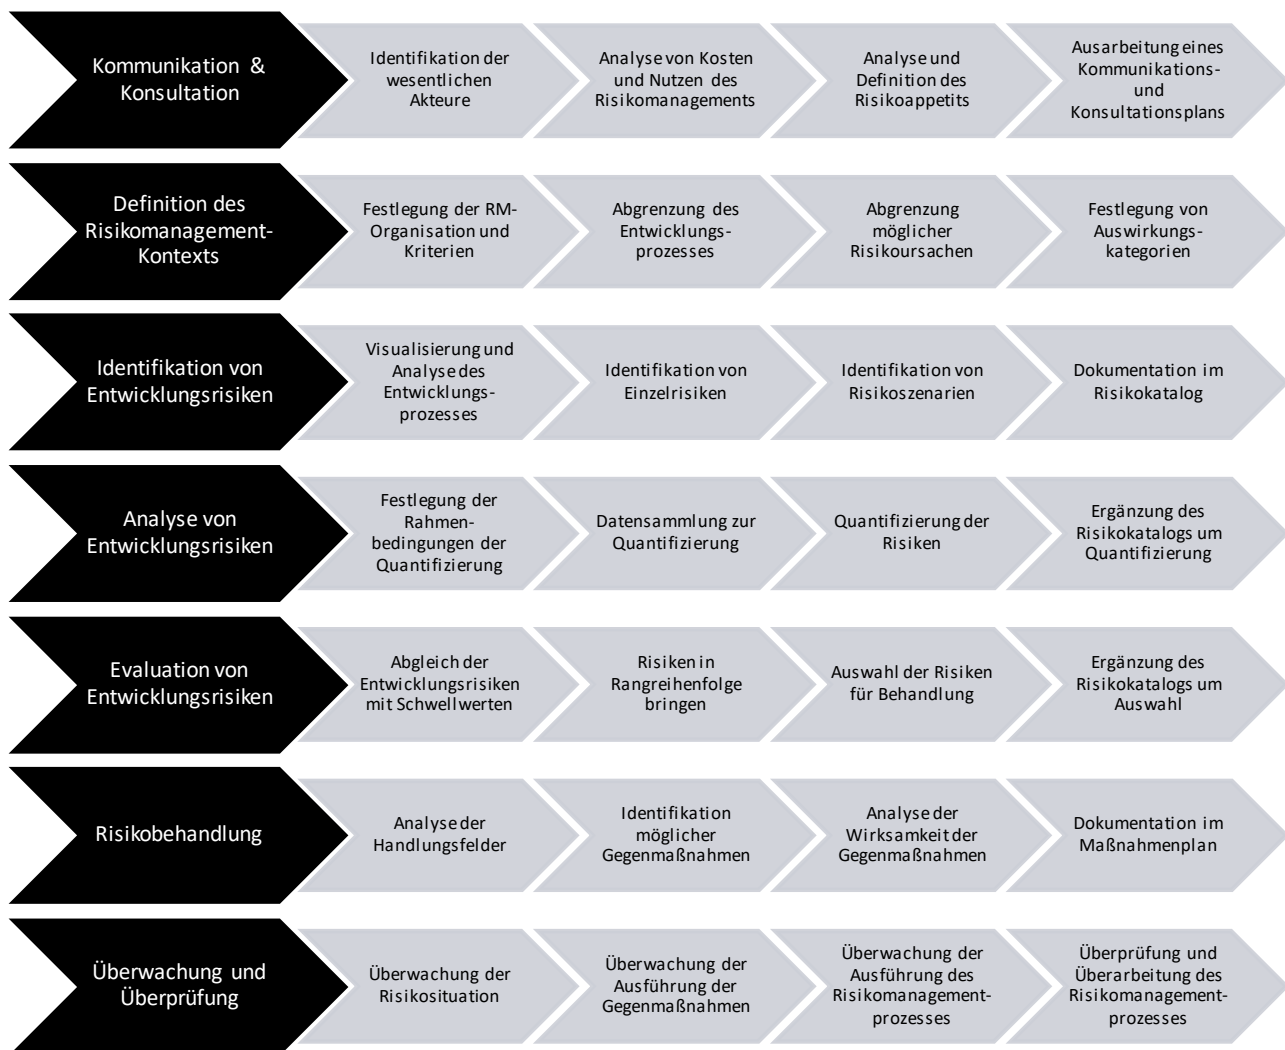 Kommunikation &
Konsultation
Identifikation der
wesentlichen
Akteure
Analyse von Kosten
und Nutzen des
Risikomanagements
Analyse und
Definition des
Risikoappetits
Ausarbeitung eines
Kommunikations-
und
Konsultationsplans
Definition des
Risikomanagement-
Kontexts
Festlegung der RM-
Organisation und
Kriterien
Abgrenzung des
Entwicklungs-
prozesses
Abgrenzung
möglicher
Risikoursachen
Festlegung von
Auswirkungs-
kategorien
Identifikation von
Entwicklungsrisiken
Visualisierung und
Analyse des
Entwicklungs-
prozesses
Identifikation von
Einzelrisiken
Identifikation von
Risikoszenarien
Dokumentation im
Risikokatalog
Analyse von
Entwicklungsrisiken
Festlegung der
Rahmen-
bedingungen der
Quantifizierung
Datensammlung zur
Quantifizierung
Quantifizierung der
Risiken
Ergänzung des
Risikokatalogs um
Quantifizierung
Evaluation von
Entwicklungsrisiken
Abgleich der
Entwicklungsrisiken
mit Schwellwerten
Risiken in
Rangreihenfolge
bringen
Auswahl der Risiken
für Behandlung
Ergänzung des
Risikokatalogs um
Auswahl
Risikobehandlung
Analyse der
Handlungsfelder
Identifikation
möglicher
Gegenmaßnahmen
Analyse der
Wirksamkeit der
Gegenmaßnahmen
Dokumentation im
Maßnahmenplan
Überwachung und
Überprüfung
Überwachung der
Risikosituation
Überwachung der
Ausführung der
Gegenmaßnahmen
Überwachung der
Ausführung des
Risikomanagement-
prozesses
Überprüfung und
Überarbeitung des
Risikomanagement-
prozesses